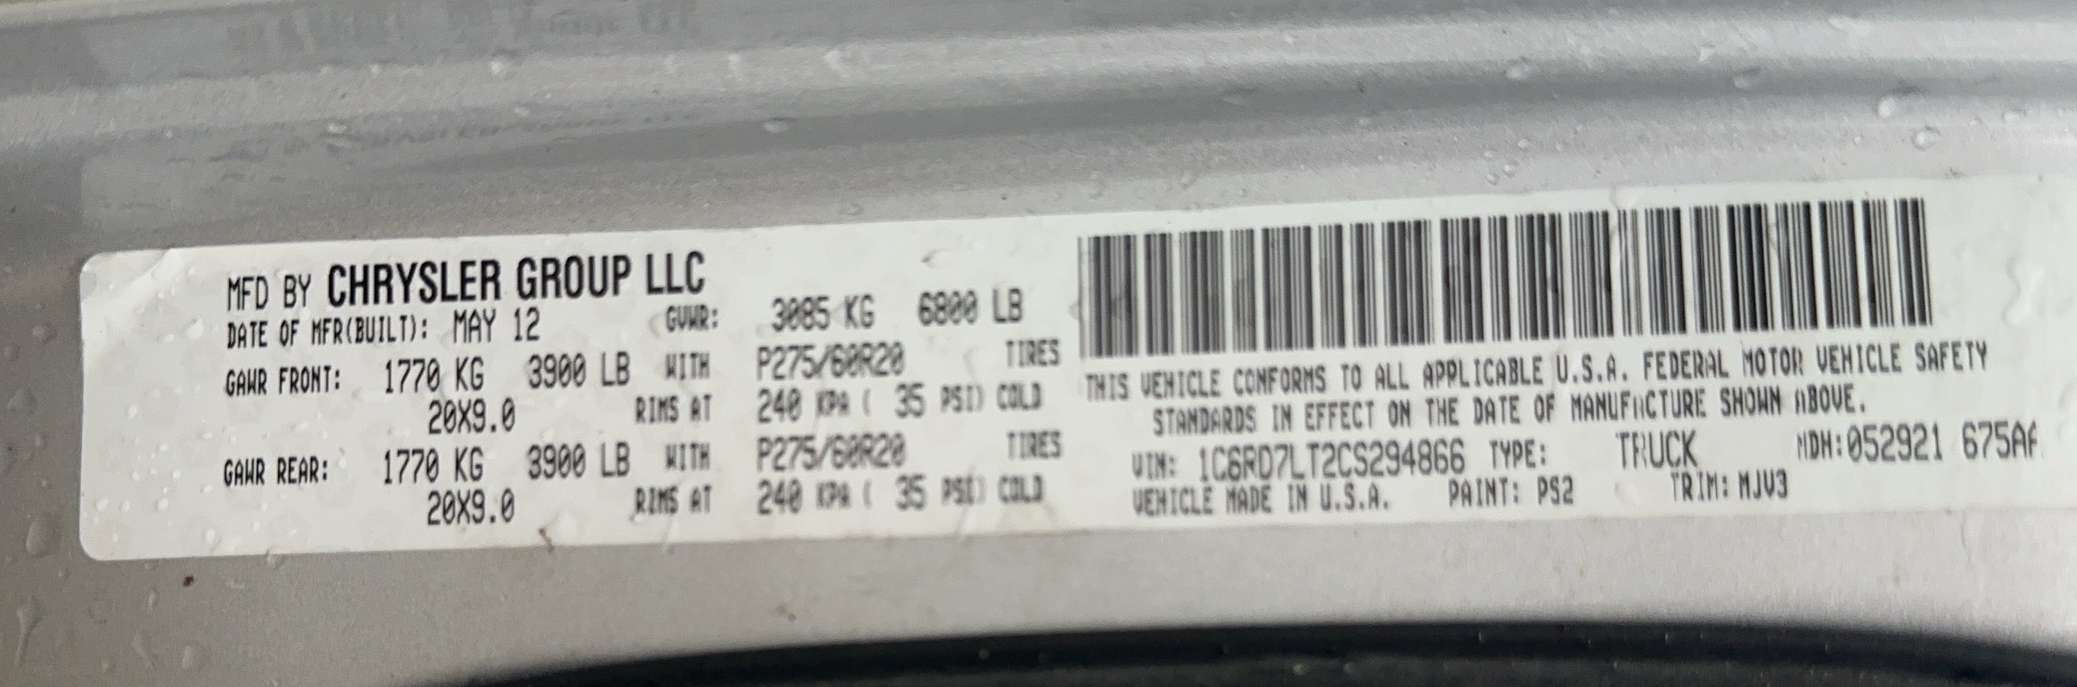 MFD BY CHRYSLER GROUP LLC
DATE OF MFR(BUILT): MAY 12 GVWR: 3085 KG 6800 LB
GAWR FRONT: 1770 KG 3900 LB WITH P275/60R20 TIRES
20X9.0 RIMS AT 240 KPA ( 35 PSI) COLD
GAWR REAR: 1770 KG 3900 LB WITH P275/60R20 TIRES
20X9.0 RIMS AT 240 KPA ( 35 PSI) COLD
THIS VEHICLE CONFORMS TO ALL APPLICABLE U.S.A. FEDERAL MOTOR VEHICLE SAFETY
STANDARDS IN EFFECT ON THE DATE OF MANUFACTURE SHOWN ABOVE.
VIN: 1C6RD7LT2CS294866 TYPE: TRUCK MDH:052921 675AA
VEHICLE MADE IN U.S.A. PAINT: PS2 TRIM: MJV3